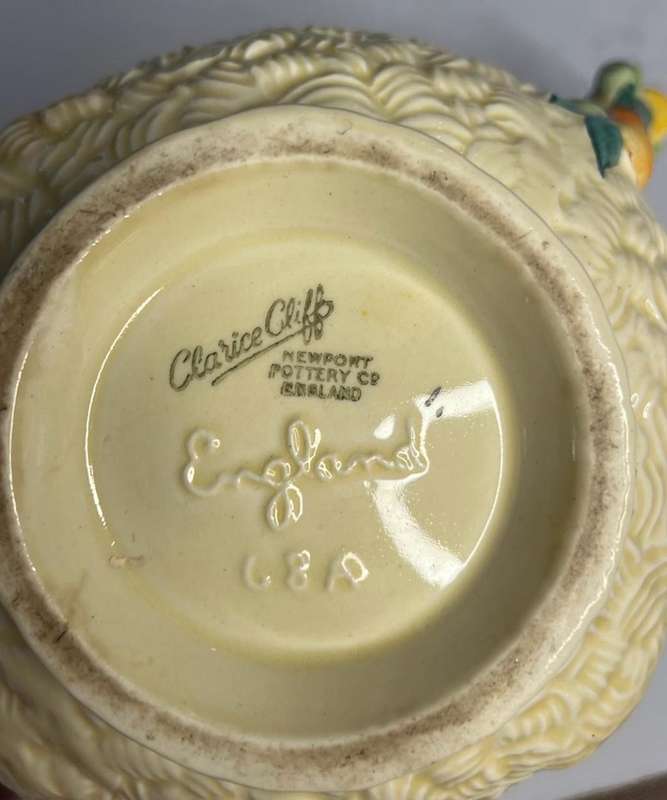 Clarice Cliff
NEWPORT
POTTERY Co
ENGLAND
England